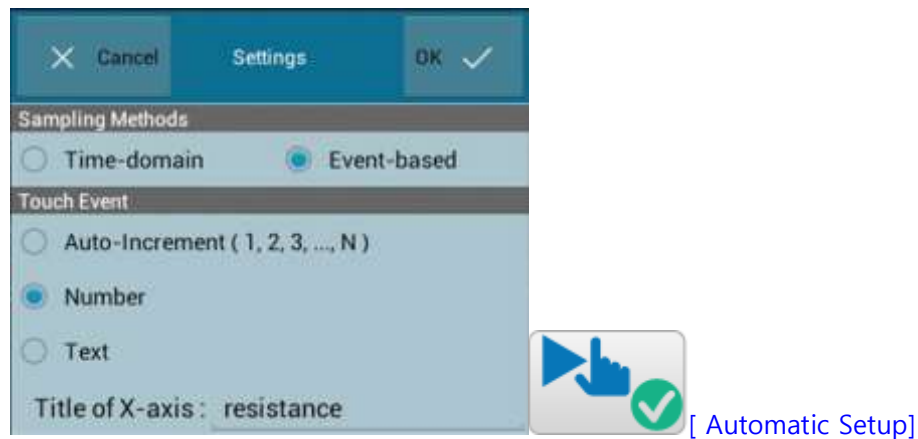 Cancel Settings OK
Sampling Methods
Time-domain Event-based
Touch Event
Auto-Increment ( 1, 2, 3, ..., N )
Number
Text
Title of X-axis : resistance
[ Automatic Setup]